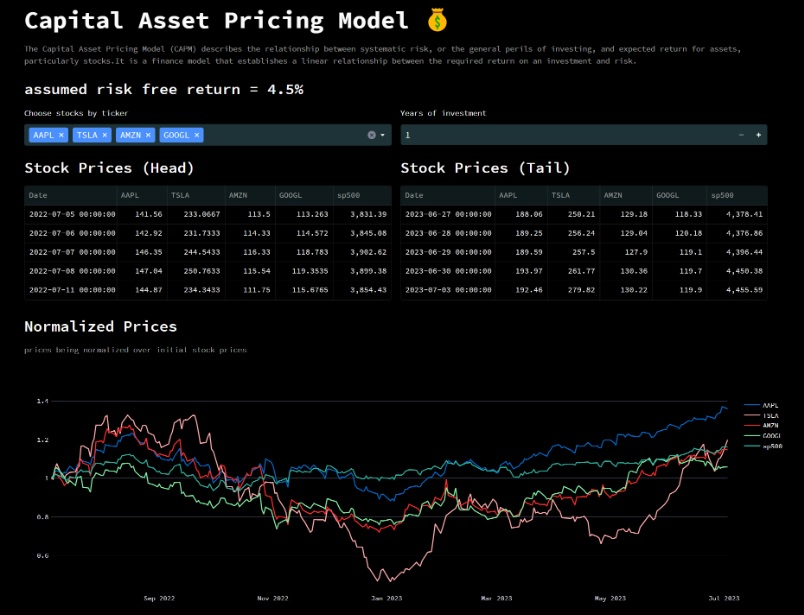 Capital Asset Pricing Model 💰
The Capital Asset Pricing Model (CAPM) describes the relationship between systematic risk, or the general perils of investing, and expected return for assets,
particularly stocks.It is a finance model that establishes a linear relationship between the required return on an investment and risk.
assumed risk free return = 4.5%
Choose stocks by ticker
AAPL × TSLA × AMZN × GOOGL ×
Years of investment
1 − +
Stock Prices (Head)
Date AAPL TSLA AMZN GOOGL sp500
2022-07-05 00:00:00 141.56 233.0667 113.5 113.263 3,831.39
2022-07-06 00:00:00 142.92 231.7333 114.33 114.572 3,845.08
2022-07-07 00:00:00 146.35 244.5433 116.33 118.783 3,902.62
2022-07-08 00:00:00 147.04 250.7633 115.54 119.3535 3,899.38
2022-07-11 00:00:00 144.87 234.3433 111.75 115.6765 3,854.43
Stock Prices (Tail)
Date AAPL TSLA AMZN GOOGL sp500
2023-06-27 00:00:00 188.06 250.21 129.18 118.33 4,378.41
2023-06-28 00:00:00 189.25 256.24 129.04 120.18 4,376.86
2023-06-29 00:00:00 189.59 257.5 127.9 119.1 4,396.44
2023-06-30 00:00:00 193.97 261.77 130.36 119.7 4,450.38
2023-07-03 00:00:00 192.46 279.82 130.22 119.9 4,455.59
Normalized Prices
prices being normalized over initial stock prices
1.4
1.2
1
0.8
0.6
Sep 2022 Nov 2022 Jan 2023 Mar 2023 May 2023 Jul 2023
AAPL
TSLA
AMZN
GOOGL
sp500